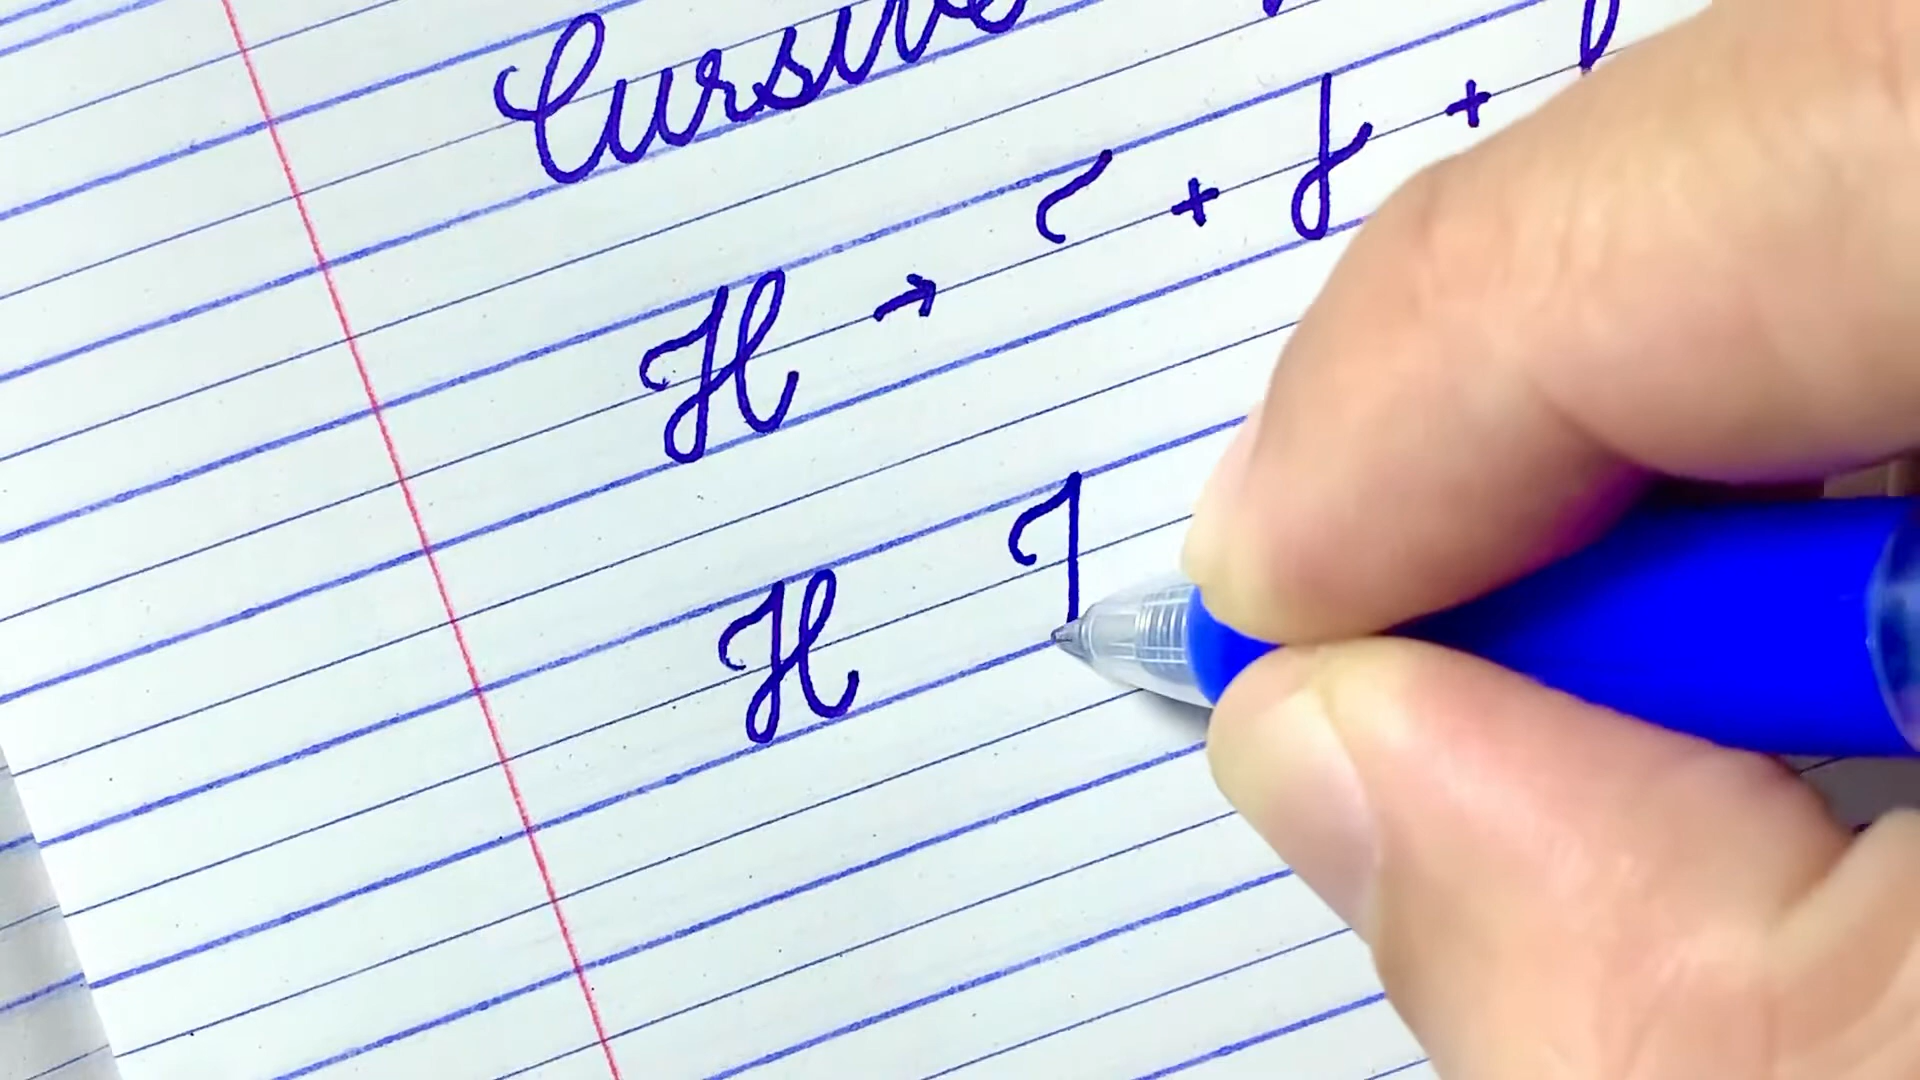 Cursive
H → + +
H